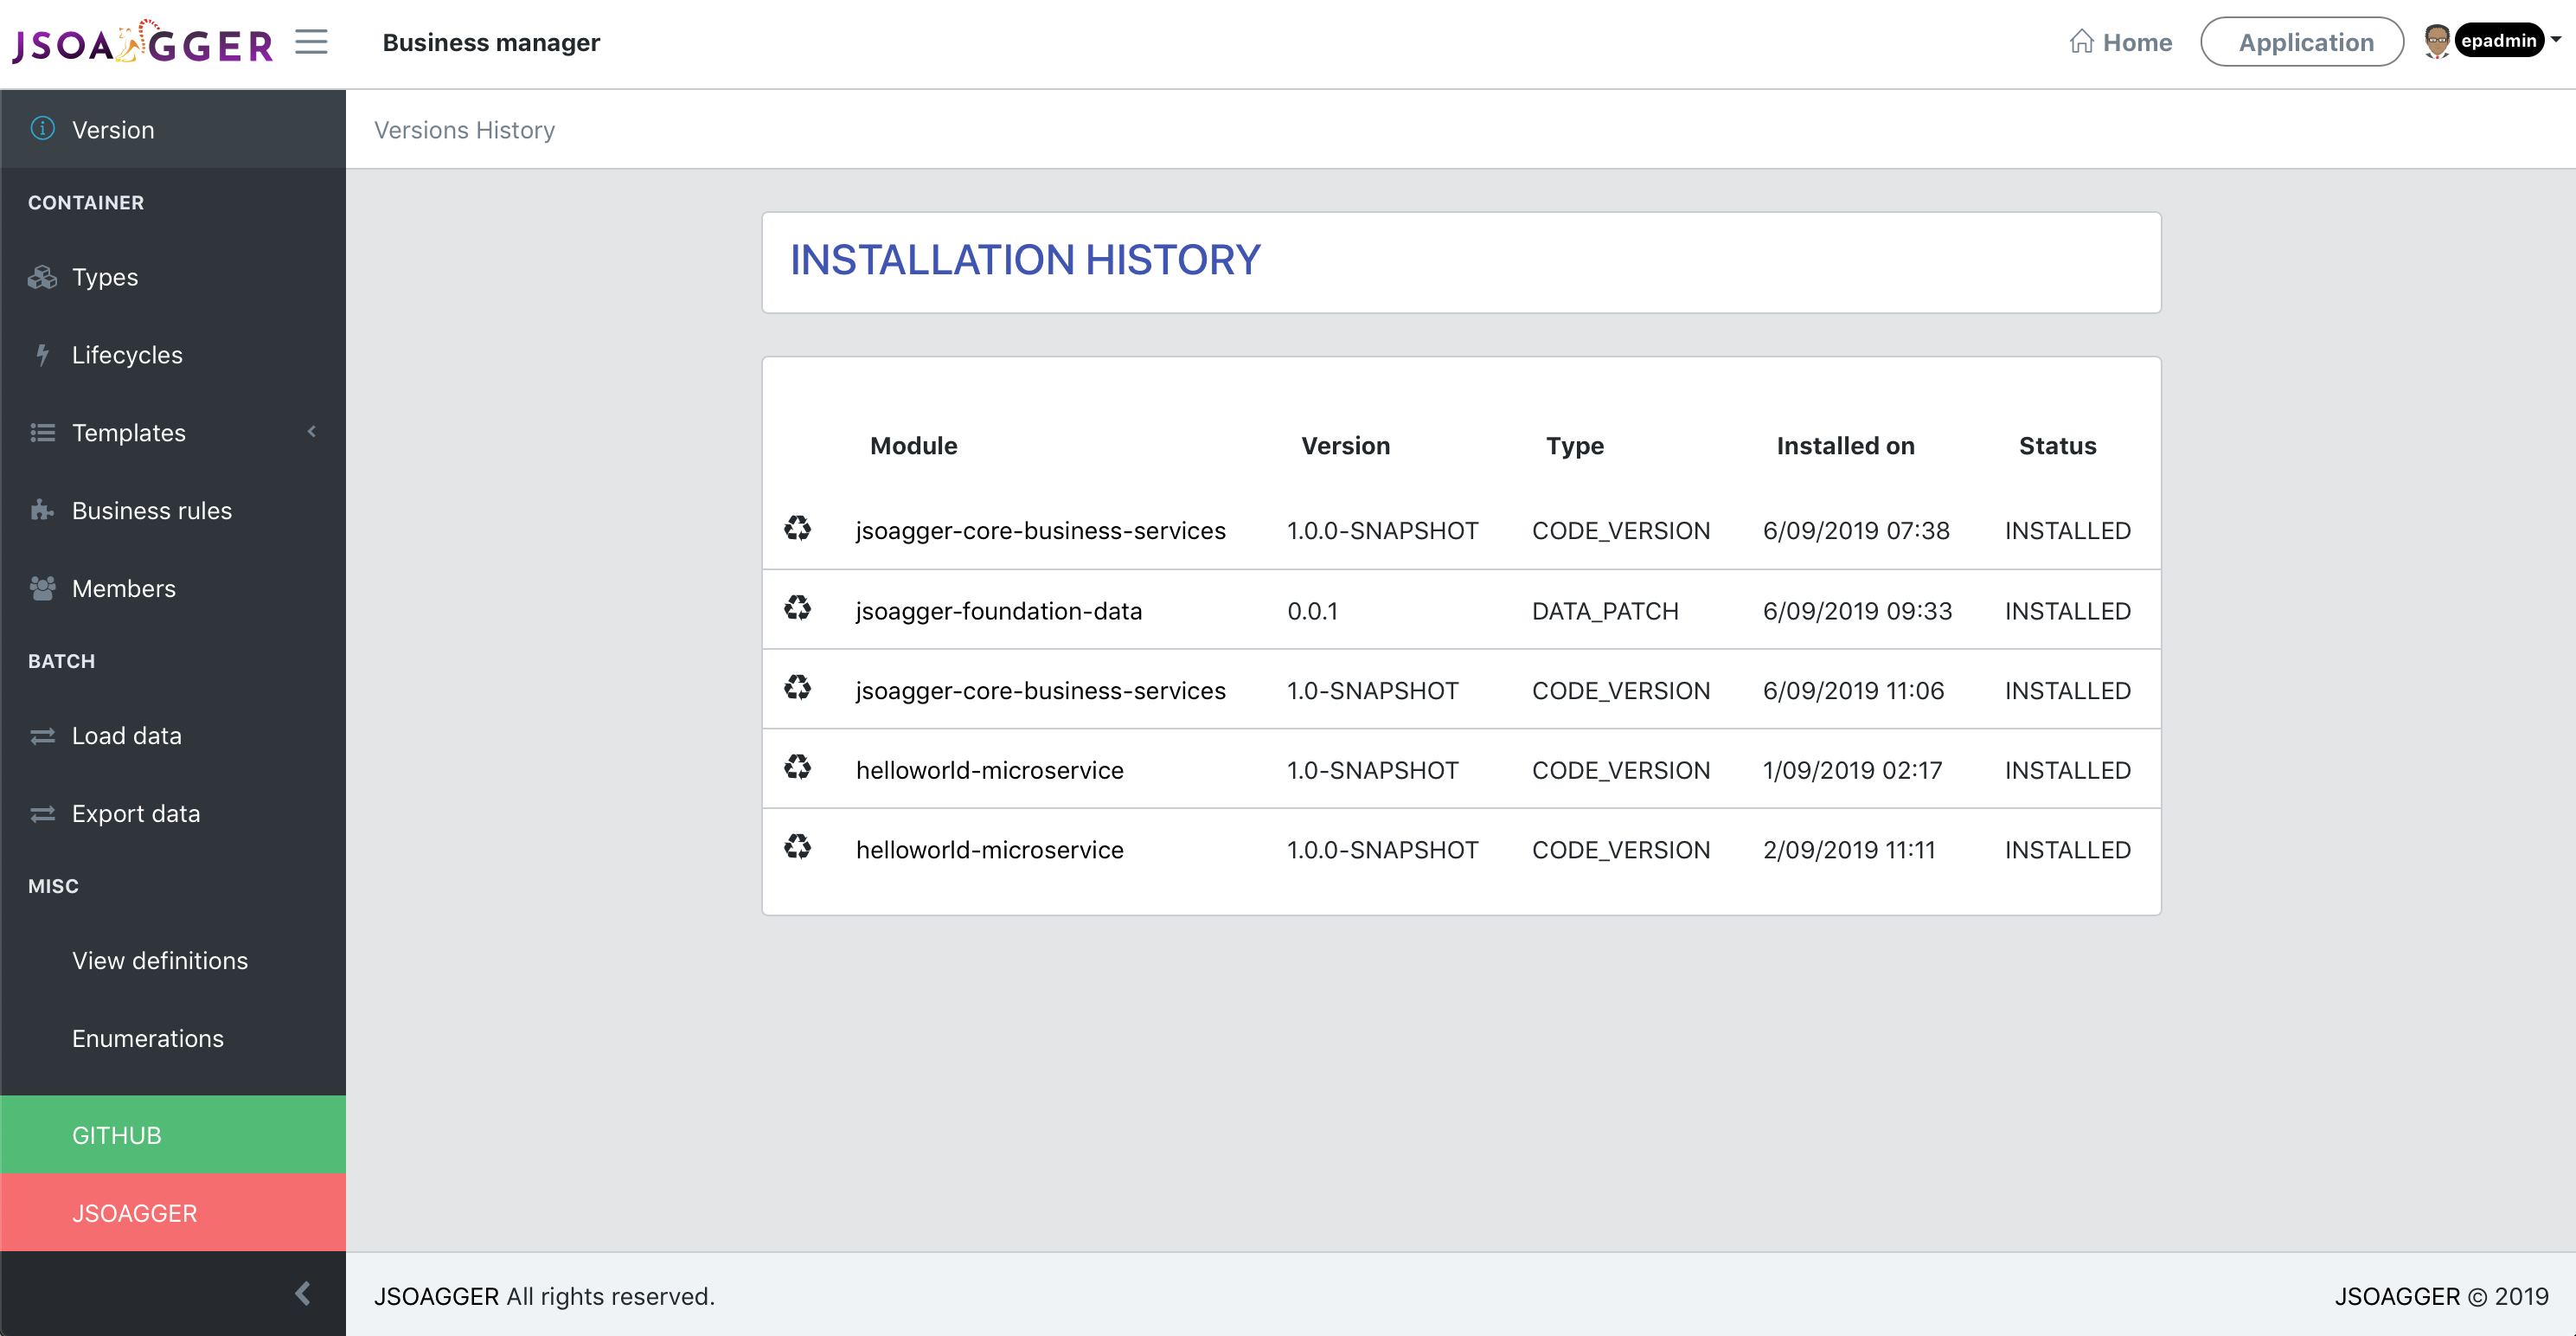 JSOAGGER
Business manager
Home
Application
epadmin
Version
Versions History
CONTAINER
Types
Lifecycles
Templates
Business rules
Members
BATCH
Load data
Export data
MISC
View definitions
Enumerations
GITHUB
JSOAGGER
INSTALLATION HISTORY
Module Version Type Installed on Status
jsoagger-core-business-services 1.0.0-SNAPSHOT CODE_VERSION 6/09/2019 07:38 INSTALLED
jsoagger-foundation-data 0.0.1 DATA_PATCH 6/09/2019 09:33 INSTALLED
jsoagger-core-business-services 1.0-SNAPSHOT CODE_VERSION 6/09/2019 11:06 INSTALLED
helloworld-microservice 1.0-SNAPSHOT CODE_VERSION 1/09/2019 02:17 INSTALLED
helloworld-microservice 1.0.0-SNAPSHOT CODE_VERSION 2/09/2019 11:11 INSTALLED
JSOAGGER All rights reserved.
JSOAGGER © 2019